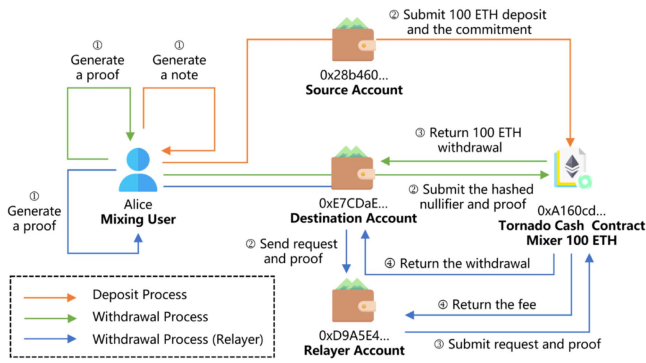 ①
Generate
a proof
①
Generate
a note
② Submit 100 ETH deposit
and the commitment
0x28b460...
Source Account
③ Return 100 ETH
withdrawal
② Submit the hashed
nullifier and proof
①
Generate
a proof
Alice
Mixing User
0xE7CDaE...
Destination Account
0xA160cd...
Tornado Cash Contract
Mixer 100 ETH
② Send request
and proof
④ Return the withdrawal
④ Return the fee
③ Submit request and proof
0xD9A5E4...
Relayer Account
Deposit Process
Withdrawal Process
Withdrawal Process (Relayer)